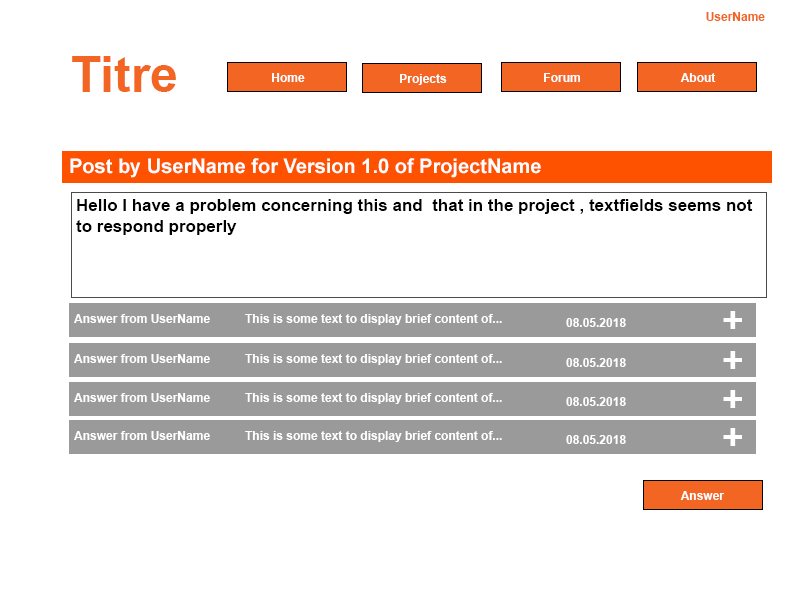 UserName
Titre
Home
Projects
Forum
About
Post by UserName for Version 1.0 of ProjectName
Hello I have a problem concerning this and  that in the project , textfields seems not
to respond properly
Answer from UserName This is some text to display brief content of... 08.05.2018 +
Answer from UserName This is some text to display brief content of... 08.05.2018 +
Answer from UserName This is some text to display brief content of... 08.05.2018 +
Answer from UserName This is some text to display brief content of... 08.05.2018 +
Answer